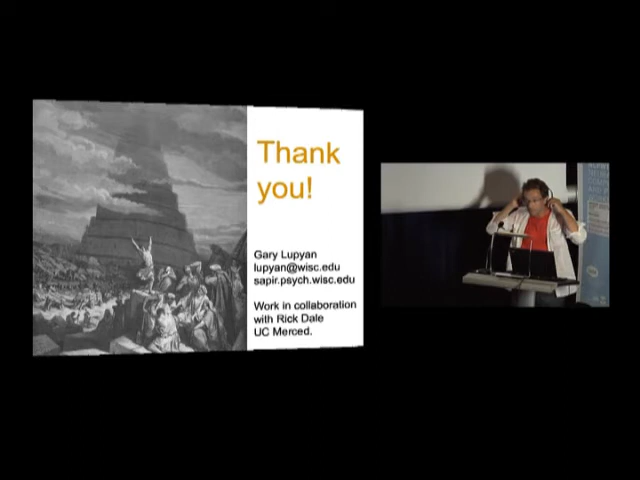 Thank
you!
Gary Lupyan
lupyan@wisc.edu
sapir.psych.wisc.edu
Work in collaboration
with Rick Dale
UC Merced.